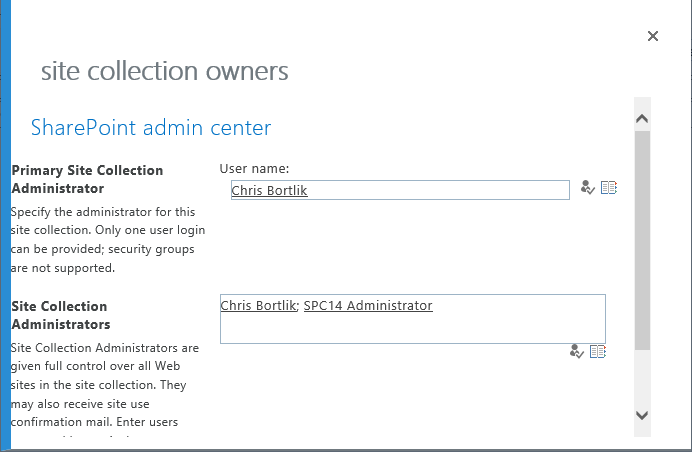 site collection owners
SharePoint admin center
Primary Site Collection
Administrator
Specify the administrator for this
site collection. Only one user login
can be provided; security groups
are not supported.
User name:
Chris Bortlik
Site Collection
Administrators
Site Collection Administrators are
given full control over all Web
sites in the site collection. They
may also receive site use
confirmation mail. Enter users
Chris Bortlik; SPC14 Administrator